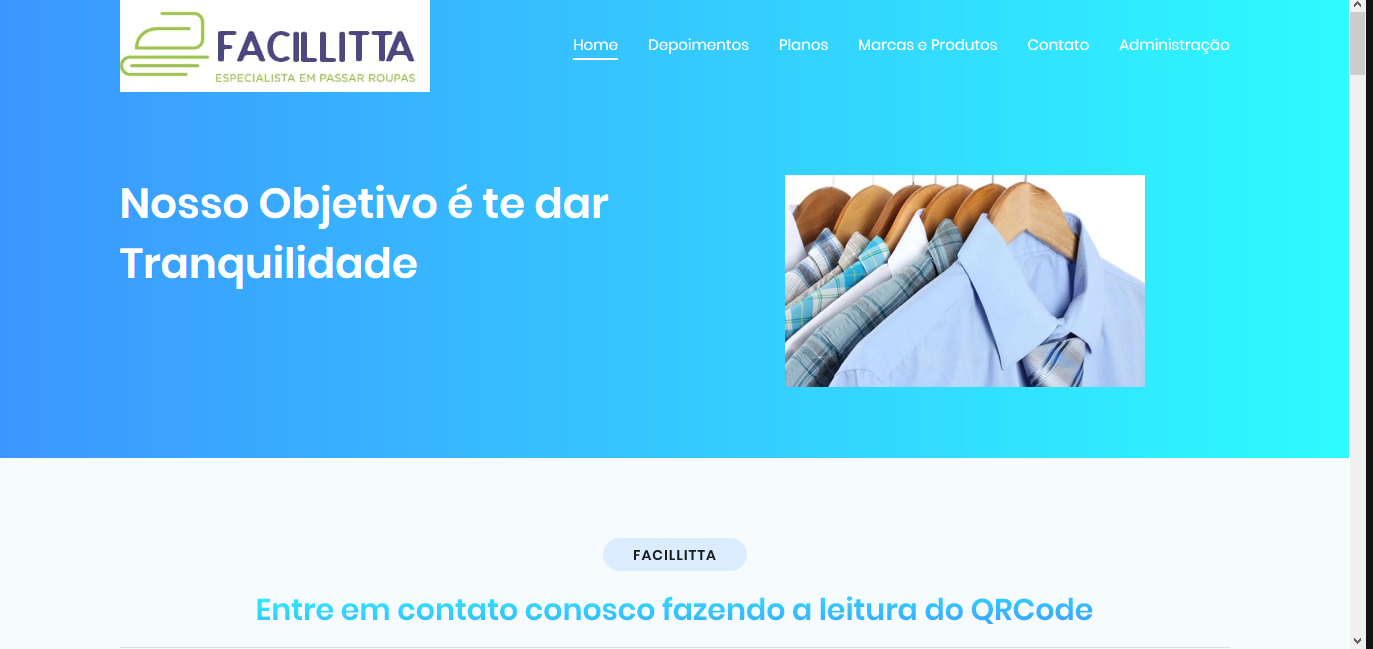 FACILLITTA
ESPECIALISTA EM PASSAR ROUPAS
Home Depoimentos Planos Marcas e Produtos Contato Administração
Nosso Objetivo é te dar
Tranquilidade
FACILLITTA
Entre em contato conosco fazendo a leitura do QRCode